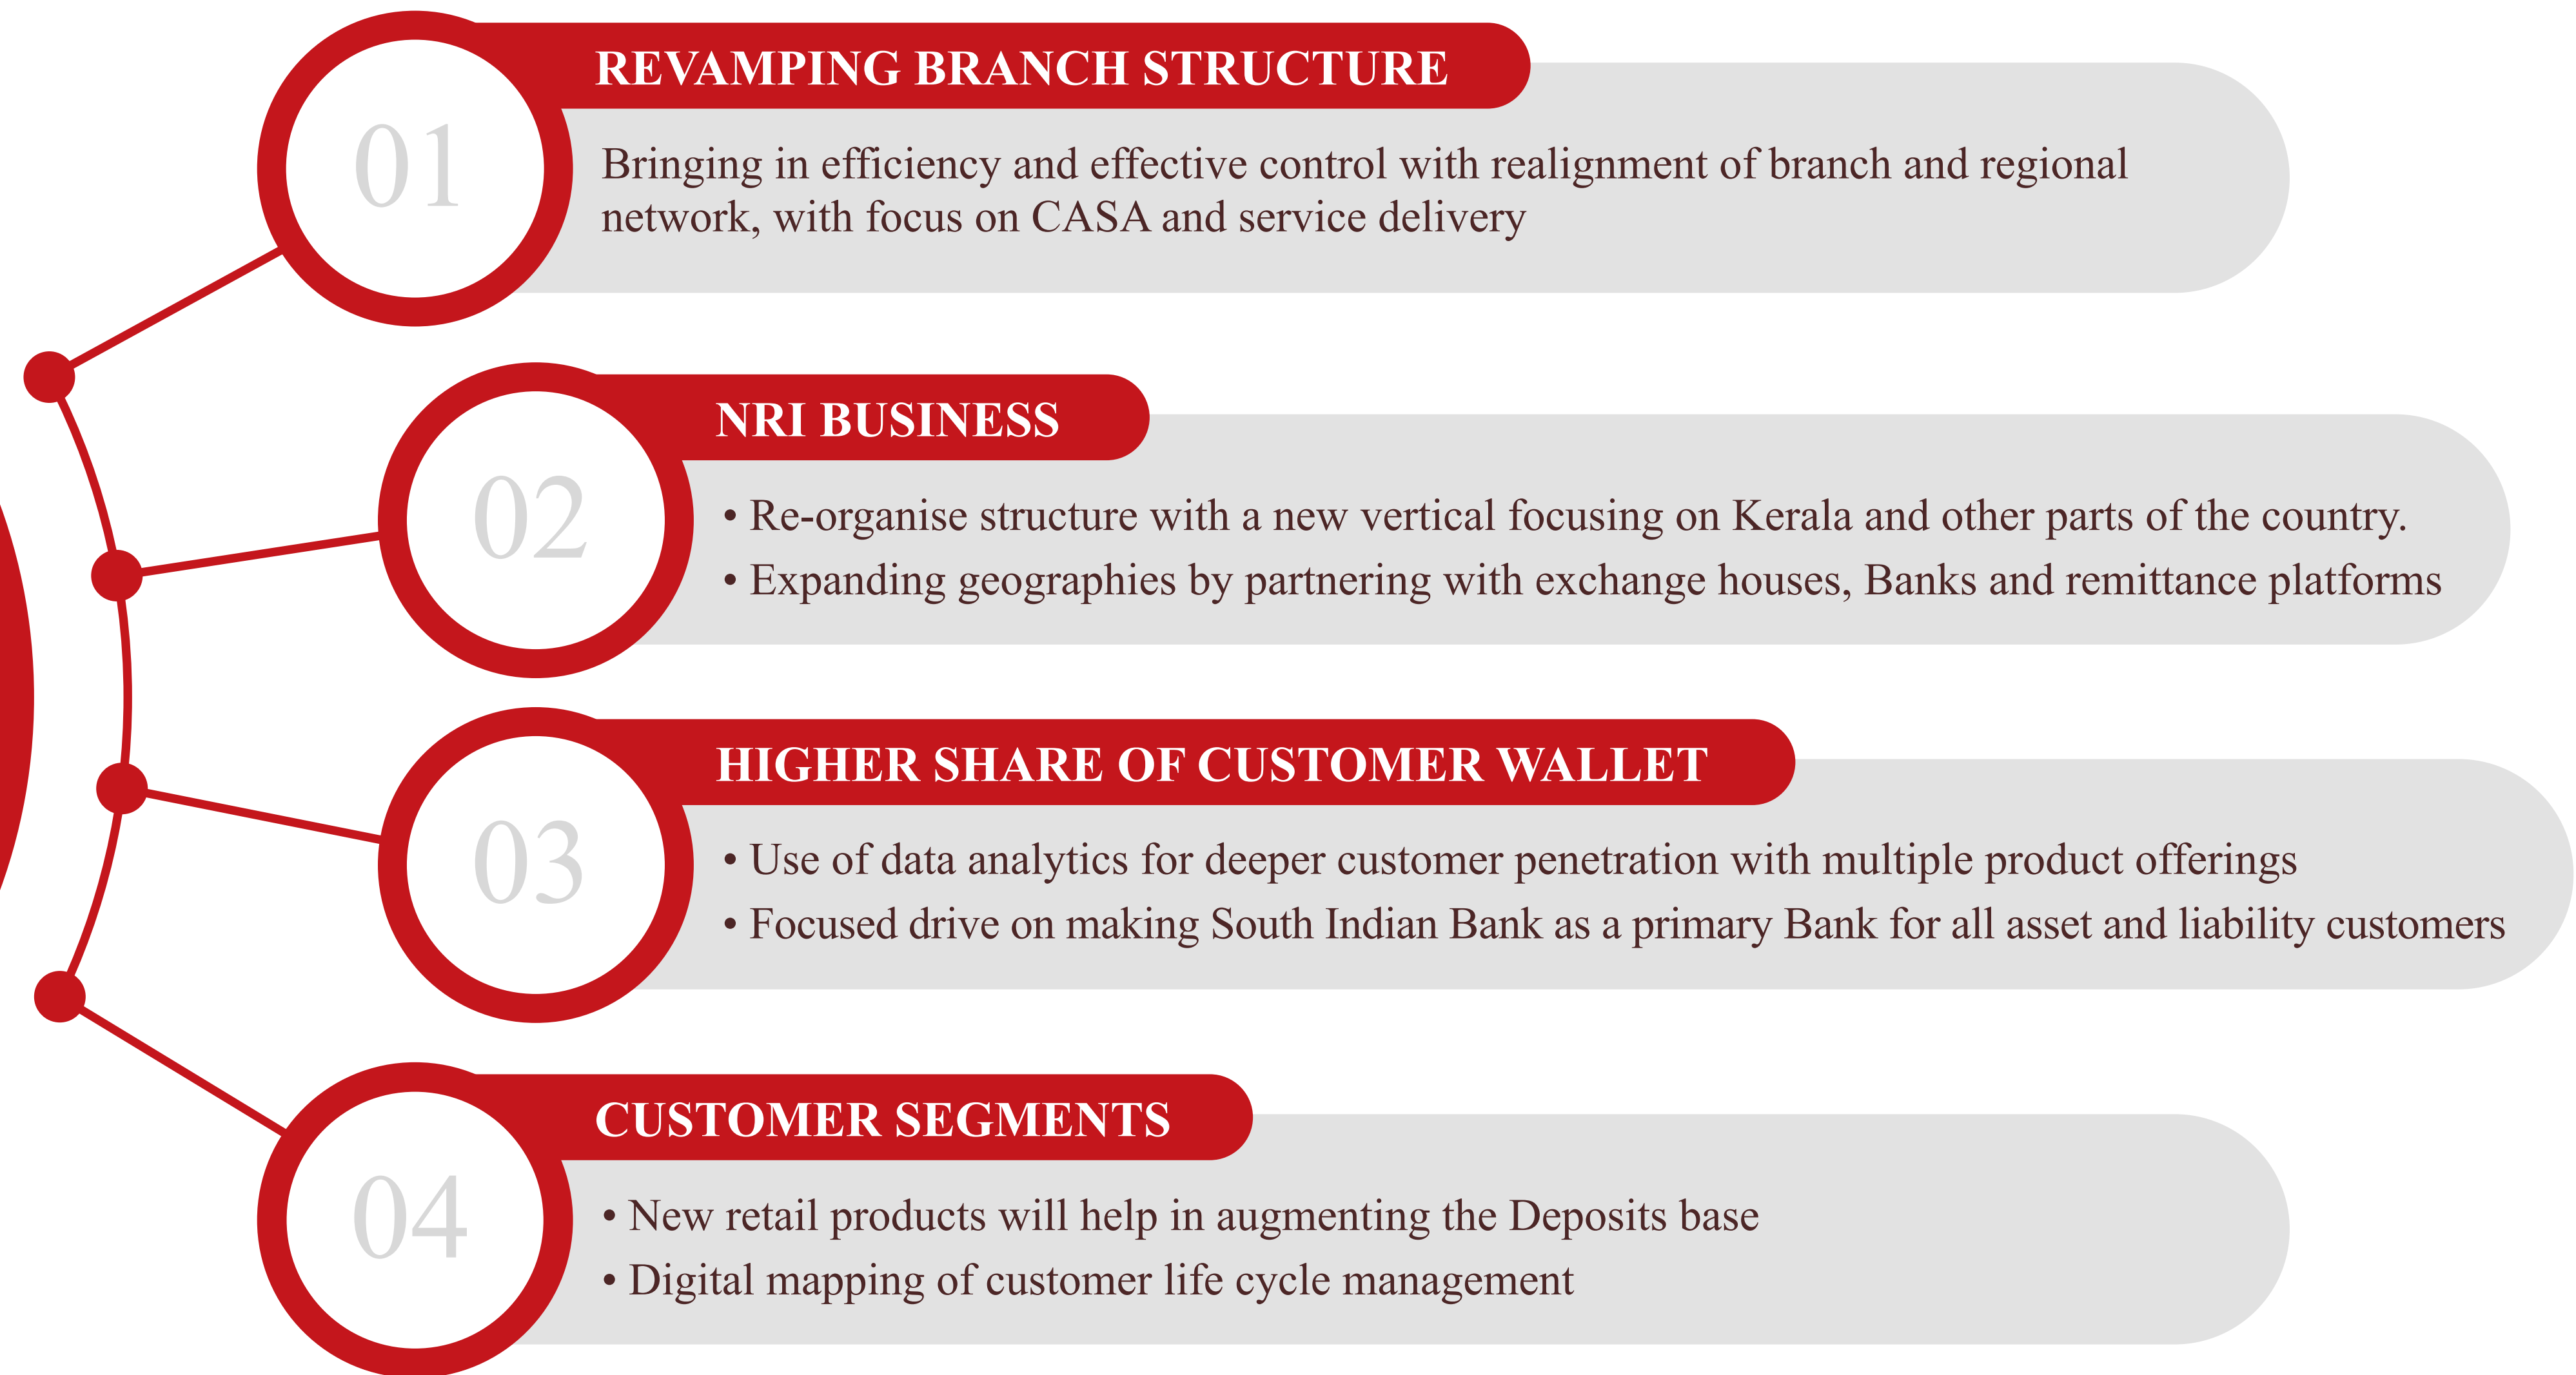 01
REVAMPING BRANCH STRUCTURE
Bringing in efficiency and effective control with realignment of branch and regional
network, with focus on CASA and service delivery
02
NRI BUSINESS
• Re-organise structure with a new vertical focusing on Kerala and other parts of the country.
• Expanding geographies by partnering with exchange houses, Banks and remittance platforms
03
HIGHER SHARE OF CUSTOMER WALLET
• Use of data analytics for deeper customer penetration with multiple product offerings
• Focused drive on making South Indian Bank as a primary Bank for all asset and liability customers
04
CUSTOMER SEGMENTS
• New retail products will help in augmenting the Deposits base
• Digital mapping of customer life cycle management